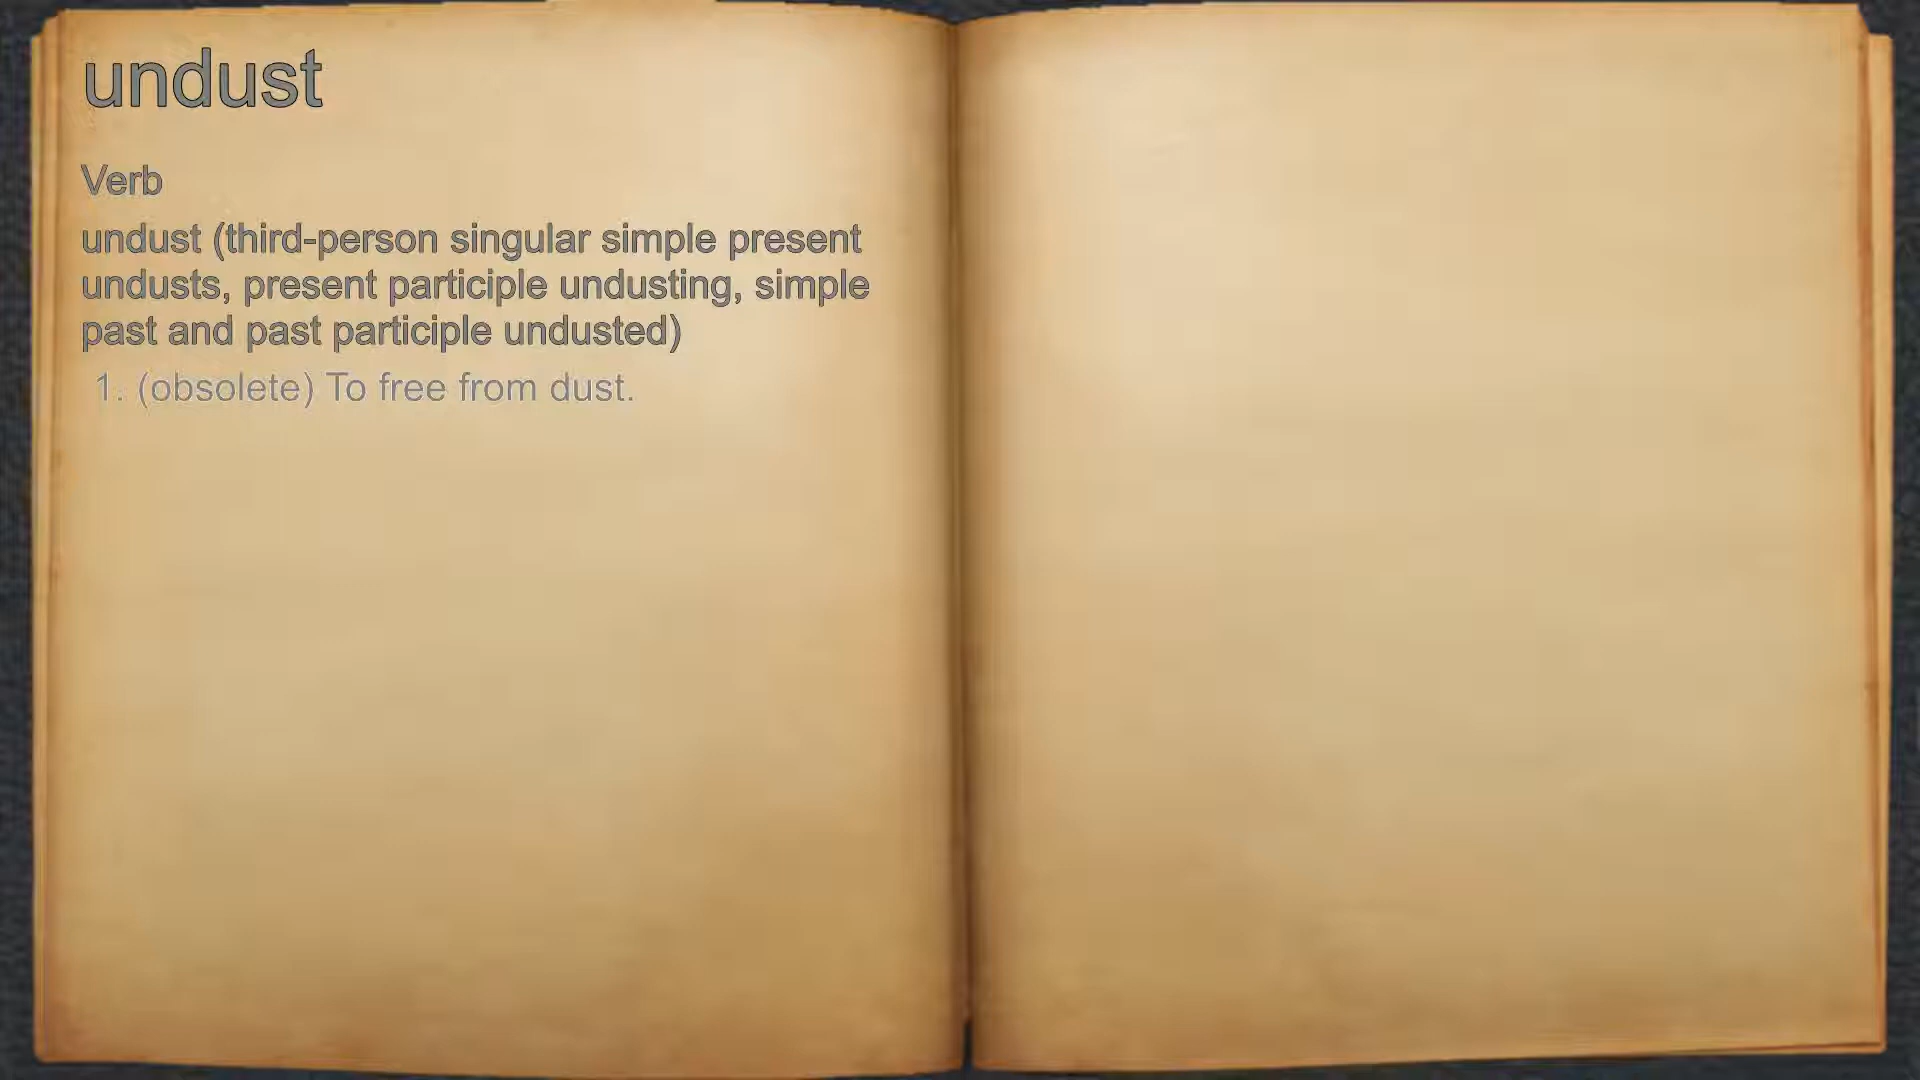 undust
Verb
undust (third-person singular simple present
undusts, present participle undusting, simple
past and past participle undusted)
1. (obsolete) To free from dust.